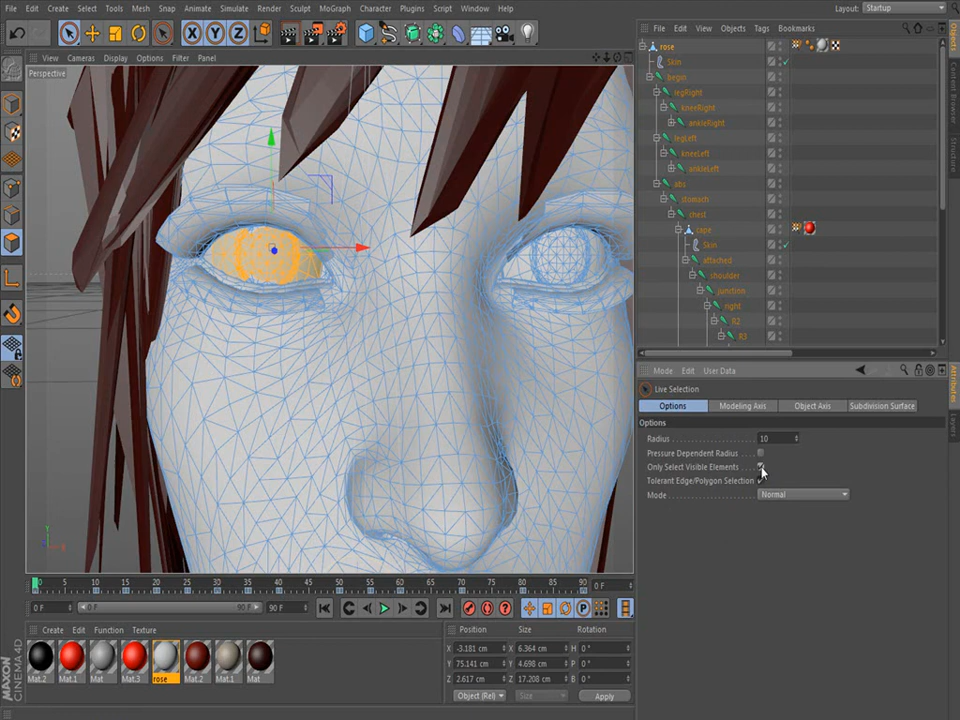 File Edit Create Select Tools Mesh Snap Animate Simulate Render Sculpt MoGraph Character Plugins Script Window Help
Layout: Startup
View Cameras Display Options Filter Panel
Perspective
File Edit View Objects Tags Bookmarks
rose
Skin
legRight
kneeRight
ankleRight
legLeft
kneeLeft
ankleLeft
abs
stomach
chest
cape
Skin
attached
shoulder
junction
right
R2
R3
Objects
Content Browser
Structure
Mode Edit User Data
Live Selection
Options Modeling Axis Object Axis Subdivision Surface
Options
Radius 10
Pressure Dependent Radius
Only Select Visible Elements
Tolerant Edge/Polygon Selection
Mode Normal
Attributes
Layers
0 5 10 15 20 25 30 35 40 45 50 55 60 65 70 75 80 85 90 0 F
0 F 0 F 90 F 90 F
Create Edit Function Texture
Mat.2 Mat.1 Mat Mat.3 rose Mat.2 Mat.1 Mat
Position Size Rotation
X -3.181 cm X 6.364 cm H 0 °
Y 75.141 cm Y 4.698 cm P 0 °
Z 2.617 cm Z 17.208 cm B 0 °
Object (Rel) Size Apply
MAXON CINEMA 4D